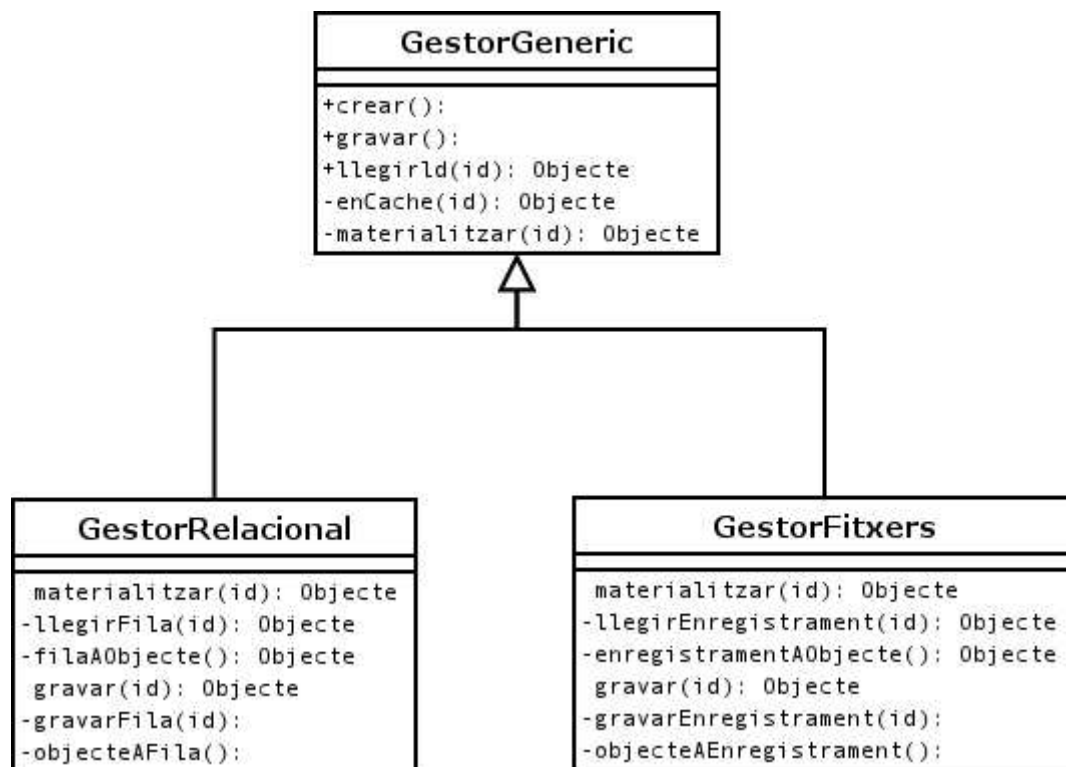 GestorGeneric
+crear():
+gravar():
+llegirld(id): Objecte
-enCache(id): Objecte
-materialitzar(id): Objecte
GestorRelacional
materialitzar(id): Objecte
-llegirFila(id): Objecte
-filaAObjecte(): Objecte
gravar(id): Objecte
-gravarFila(id):
-objecteAFila():
GestorFitxers
materialitzar(id): Objecte
-llegirEnregistrament(id): Objecte
-enregistramentAObjecte(): Objecte
gravar(id): Objecte
-gravarEnregistrament(id):
-objecteAEnregistrament():